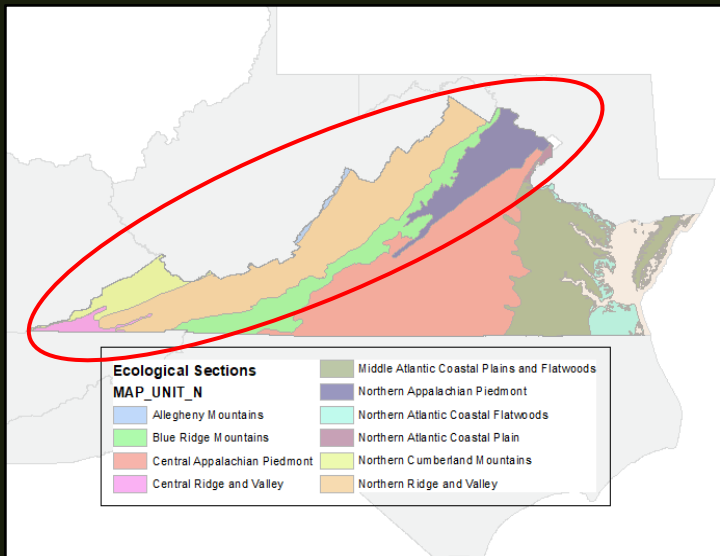 Ecological Sections
MAP_UNIT_N
Allegheny Mountains
Blue Ridge Mountains
Central Appalachian Piedmont
Central Ridge and Valley
Middle Atlantic Coastal Plains and Flatwoods
Northern Appalachian Piedmont
Northern Atlantic Coastal Flatwoods
Northern Atlantic Coastal Plain
Northern Cumberland Mountains
Northern Ridge and Valley